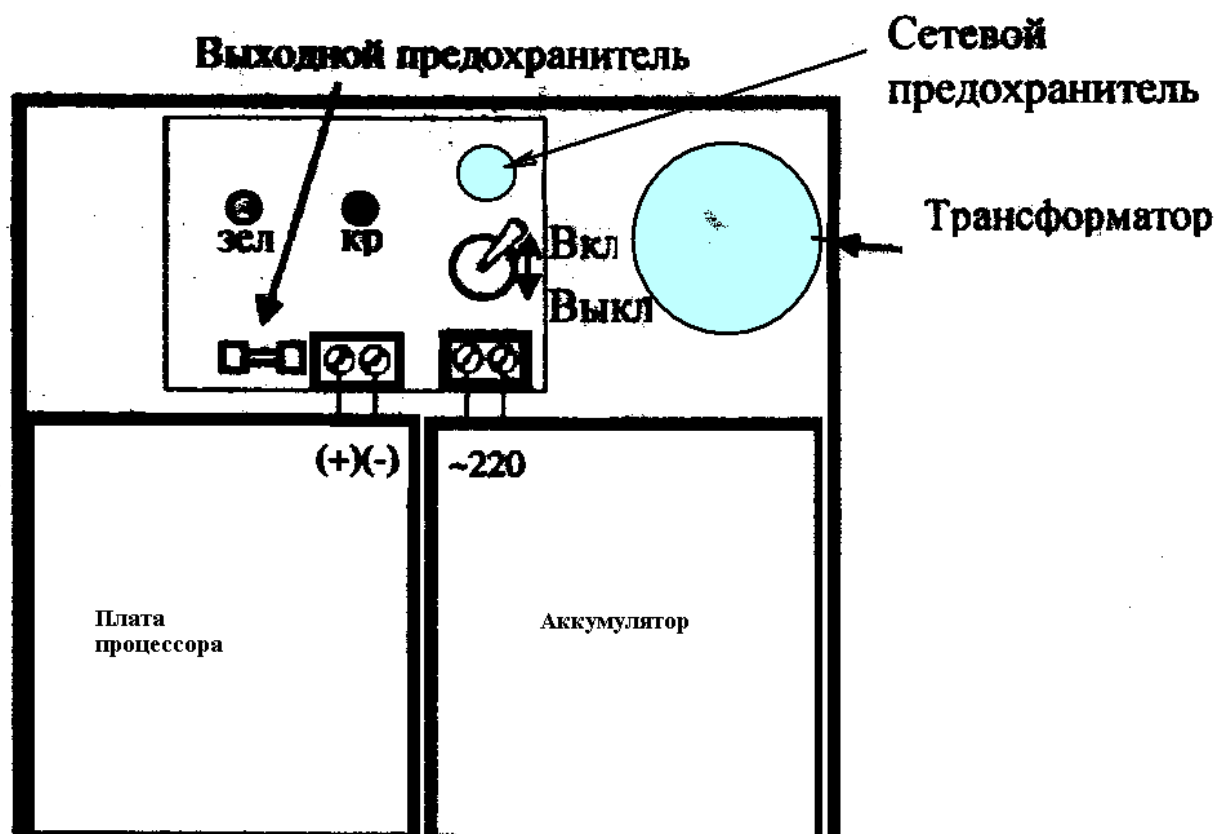 Выходной предохранитель
Сетевой
предохранитель
Трансформатор
зел
кр
Вкл
Выкл
(+)(-)
~220
Плата
процессора
Аккумулятор